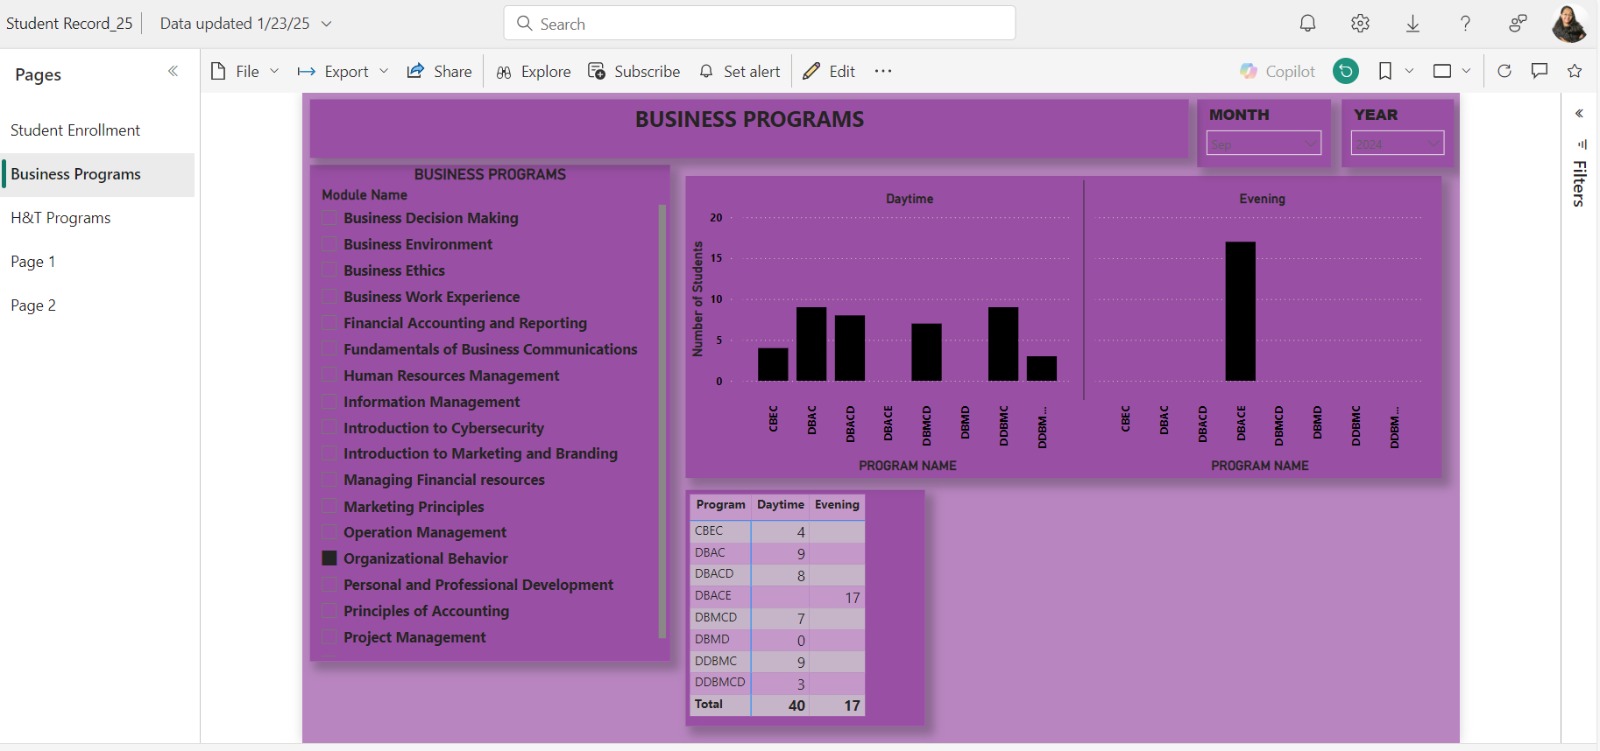 Student Record_25
Data updated 1/23/25
Search
Pages
File
Export
Share
Explore
Subscribe
Set alert
Edit
Copilot
Student Enrollment
Business Programs
H&T Programs
Page 1
Page 2
BUSINESS PROGRAMS
MONTH
Sep
YEAR
2024
Filters
BUSINESS PROGRAMS
Module Name
Business Decision Making
Business Environment
Business Ethics
Business Work Experience
Financial Accounting and Reporting
Fundamentals of Business Communications
Human Resources Management
Information Management
Introduction to Cybersecurity
Introduction to Marketing and Branding
Managing Financial resources
Marketing Principles
Operation Management
Organizational Behavior
Personal and Professional Development
Principles of Accounting
Project Management
Daytime
Evening
Number of Students
20
15
10
5
0
CBEC
DBAC
DBACD
DBACE
DBMCD
DBMD
DDBMC
DDBM...
CBEC
DBAC
DBACD
DBACE
DBMCD
DBMD
DDBMC
DDBM...
PROGRAM NAME
PROGRAM NAME
Program Daytime Evening
CBEC 4
DBAC 9
DBACD 8
DBACE 17
DBMCD 7
DBMD 0
DDBMC 9
DDBMCD 3
Total 40 17